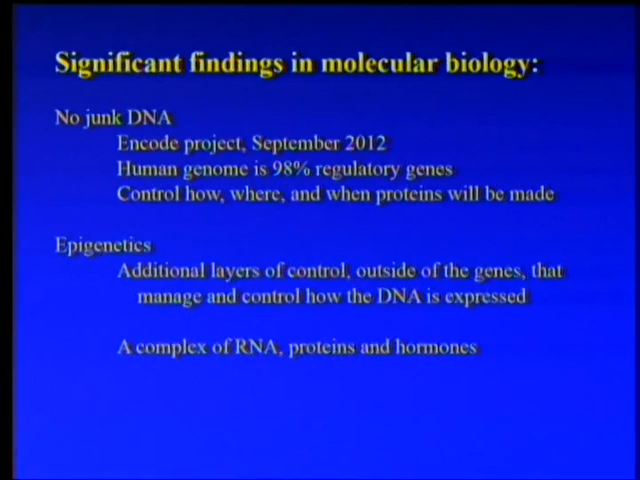 Significant findings in molecular biology:
No junk DNA
Encode project, September 2012
Human genome is 98% regulatory genes
Control how, where, and when proteins will be made
Epigenetics
Additional layers of control, outside of the genes, that
manage and control how the DNA is expressed
A complex of RNA, proteins and hormones